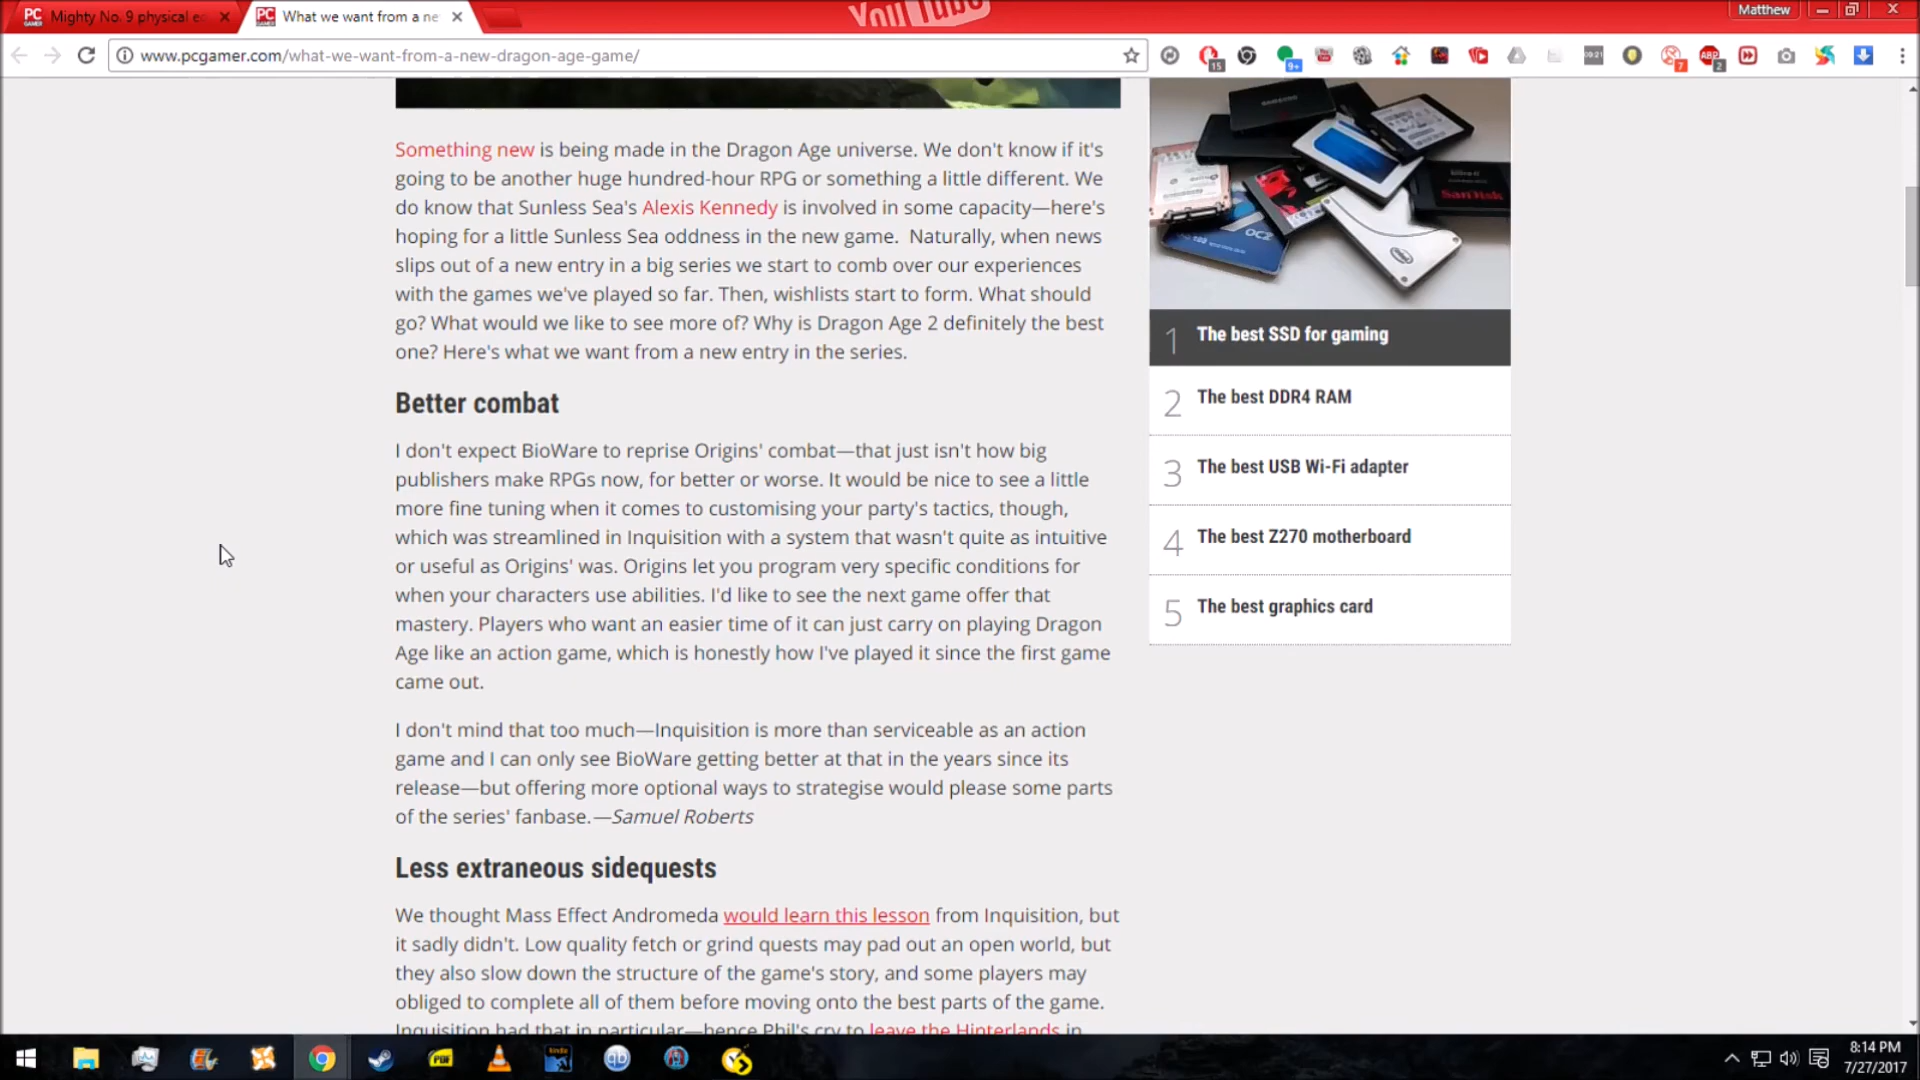 PC GAMER Mighty No. 9 physical ec
PC GAMER What we want from a ne
YouTube
Matthew
www.pcgamer.com/what-we-want-from-a-new-dragon-age-game/
15
9+
09:21
7
ABP
2
Something new is being made in the Dragon Age universe. We don't know if it's
going to be another huge hundred-hour RPG or something a little different. We
do know that Sunless Sea's Alexis Kennedy is involved in some capacity—here's
hoping for a little Sunless Sea oddness in the new game. Naturally, when news
slips out of a new entry in a big series we start to comb over our experiences
with the games we've played so far. Then, wishlists start to form. What should
go? What would we like to see more of? Why is Dragon Age 2 definitely the best
one? Here's what we want from a new entry in the series.
Better combat
I don't expect BioWare to reprise Origins' combat—that just isn't how big
publishers make RPGs now, for better or worse. It would be nice to see a little
more fine tuning when it comes to customising your party's tactics, though,
which was streamlined in Inquisition with a system that wasn't quite as intuitive
or useful as Origins' was. Origins let you program very specific conditions for
when your characters use abilities. I'd like to see the next game offer that
mastery. Players who want an easier time of it can just carry on playing Dragon
Age like an action game, which is honestly how I've played it since the first game
came out.
I don't mind that too much—Inquisition is more than serviceable as an action
game and I can only see BioWare getting better at that in the years since its
release—but offering more optional ways to strategise would please some parts
of the series' fanbase.—Samuel Roberts
Less extraneous sidequests
We thought Mass Effect Andromeda would learn this lesson from Inquisition, but
it sadly didn't. Low quality fetch or grind quests may pad out an open world, but
they also slow down the structure of the game's story, and some players may
obliged to complete all of them before moving onto the best parts of the game.
Inquisition had that in particular—hence Phil's cry to leave the Hinterlands in
SAMSUNG
SanDisk
OCZ
1 The best SSD for gaming
2 The best DDR4 RAM
3 The best USB Wi-Fi adapter
4 The best Z270 motherboard
5 The best graphics card
PDF
kindle
qb
8:14 PM
7/27/2017